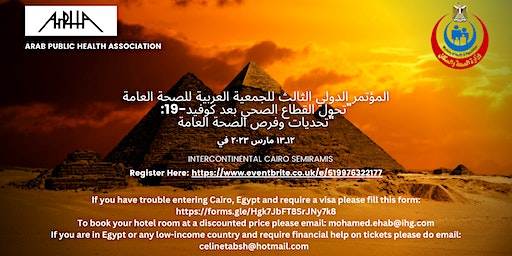 ArPHA
ARAB PUBLIC HEALTH ASSOCIATION
وزارة الصحة والسكان
المؤتمر الدولي الثالث للجمعية العربية للصحة العامة
"تحول القطاع الصحي بعد كوفيد-19:
تحديات وفرص الصحة العامة"
١٢ـ١٣ مارس ٢٠٢٣ في
INTERCONTINENTAL CAIRO SEMIRAMIS
Register Here: https://www.eventbrite.co.uk/e/519976322177
If you have trouble entering Cairo, Egypt and require a visa please fill this form:
https://forms.gle/Hgk7JbFT8SrJNy7k8
To book your hotel room at a discounted price please email: mohamed.ehab@ihg.com
If you are in Egypt or any low-income country and require financial help on tickets please do email:
celinetabsh@hotmail.com